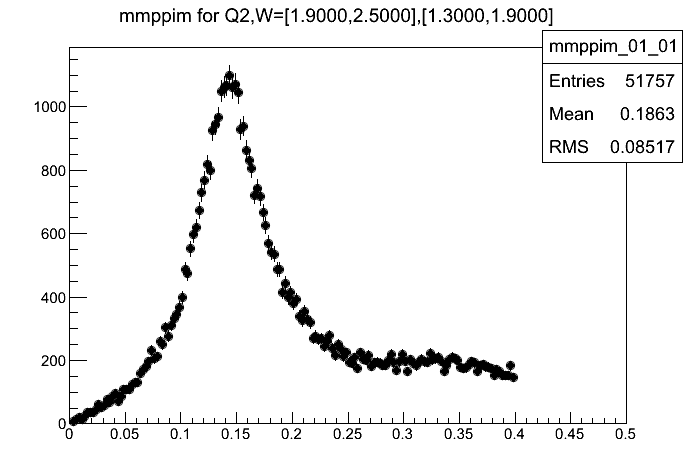 mmppim for Q2,W=[1.9000,2.5000],[1.3000,1.9000]
mmppim_01_01
Entries 51757
Mean 0.1863
RMS 0.08517
1000
800
600
400
200
0
0 0.05 0.1 0.15 0.2 0.25 0.3 0.35 0.4 0.45 0.5